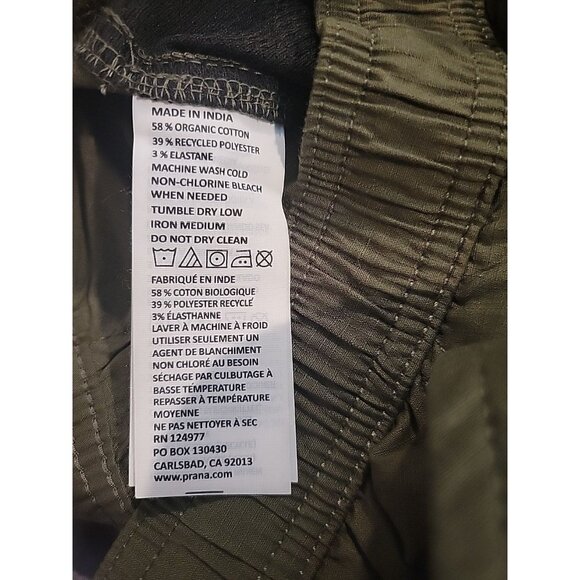 MADE IN INDIA
58 % ORGANIC COTTON
39 % RECYCLED POLYESTER
3 % ELASTANE
MACHINE WASH COLD
NON-CHLORINE BLEACH
WHEN NEEDED
TUMBLE DRY LOW
IRON MEDIUM
DO NOT DRY CLEAN
FABRIQUÉ EN INDE
58 % COTON BIOLOGIQUE
39 % POLYESTER RECYCLÉ
3% ÉLASTHANNE
LAVER À MACHINE À FROID
UTILISER SEULEMENT UN
AGENT DE BLANCHIMENT
NON CHLORÉ AU BESOIN
SÉCHAGE PAR CULBUTAGE À
BASSE TEMPÉRATURE
REPASSER À TEMPÉRATURE
MOYENNE
NE PAS NETTOYER À SEC
RN 124977
PO BOX 130430
CARLSBAD, CA 92013
www.prana.com